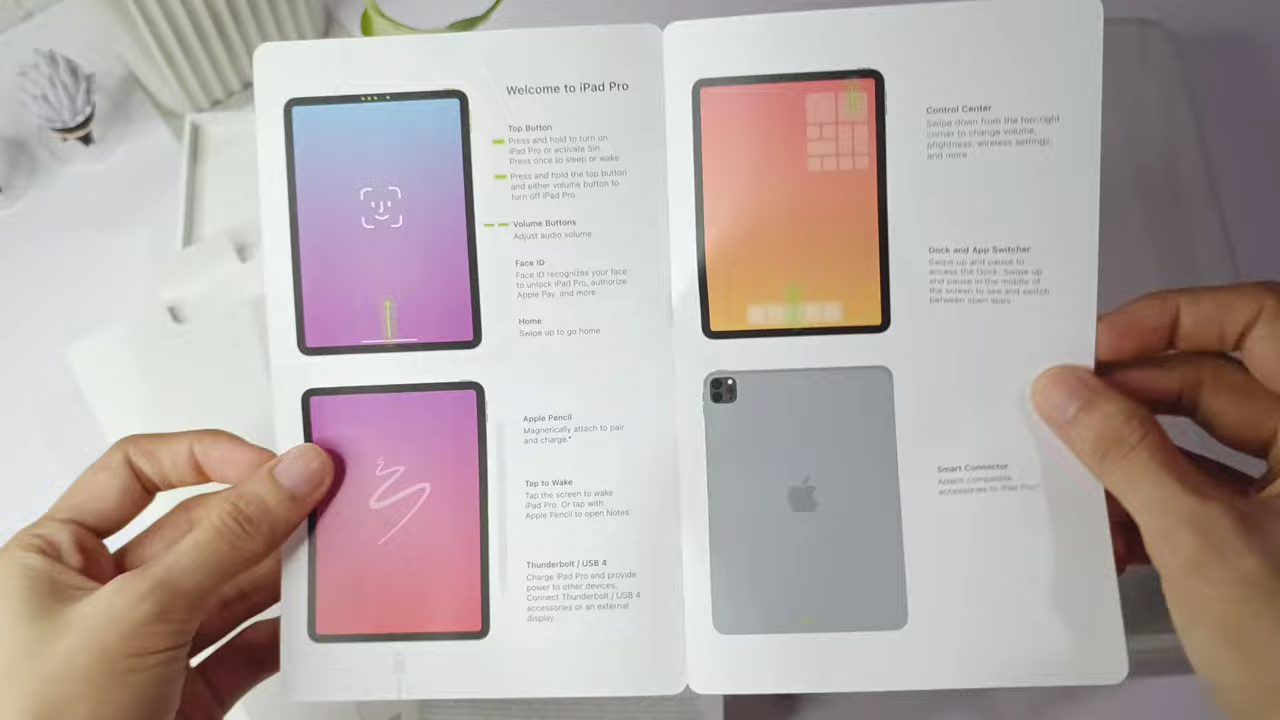 Welcome to iPad Pro
Top Button
Press and hold to turn on
iPad Pro or activate Siri
Press once to sleep or wake
Press and hold the top button
and either volume button to
turn off iPad Pro
Volume Buttons
Adjust audio volume
Face ID
Face ID recognizes your face
to unlock iPad Pro, authorize
Apple Pay, and more
Home
Swipe up to go home
Apple Pencil
Magnetically attach to pair
and charge.*
Tap to Wake
Tap the screen to wake
iPad Pro. Or tap with
Apple Pencil to open Notes
Thunderbolt / USB 4
Charge iPad Pro and provide
power to other devices.
Connect Thunderbolt / USB 4
accessories or an external
display.
Control Center
Swipe down from the top-right
corner to change volume,
brightness, wireless settings,
and more.
Dock and App Switcher
Swipe up and pause to
access the Dock. Swipe up
and pause in the middle of
the screen to see and switch
between open apps.
Smart Connector
Attach compatible
accessories to iPad Pro.*